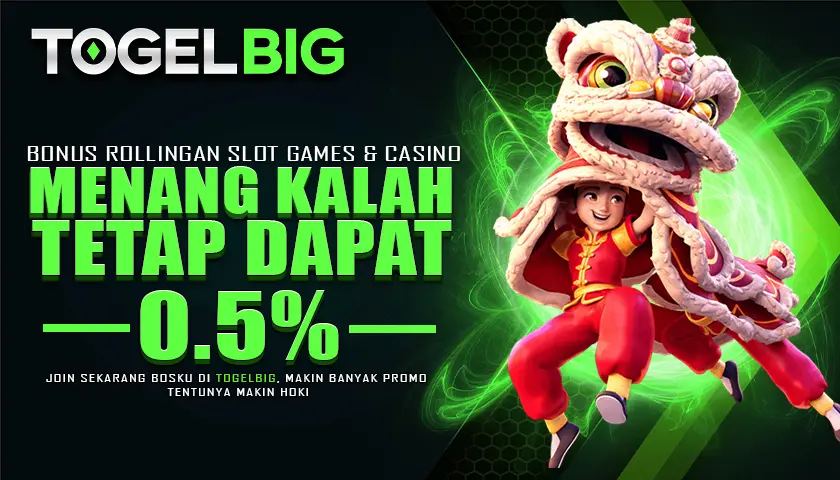 TOGELBIG
BONUS ROLLINGAN SLOT GAMES & CASINO
MENANG KALAH
TETAP DAPAT
0.5%
JOIN SEKARANG BOSKU DI TOGELBIG, MAKIN BANYAK PROMO
TENTUNYA MAKIN HOKI